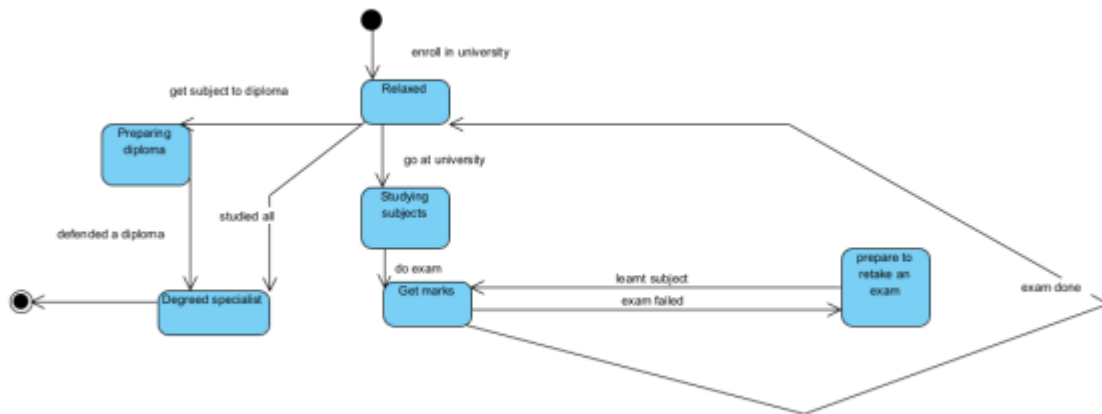 enroll in university
Relaxed
get subject to diploma
Preparing
diploma
go at university
Studying
subjects
studied all
defended a diploma
do exam
prepare to
retake an
exam
learnt subject
exam done
Degreed specialist
Get marks
exam failed